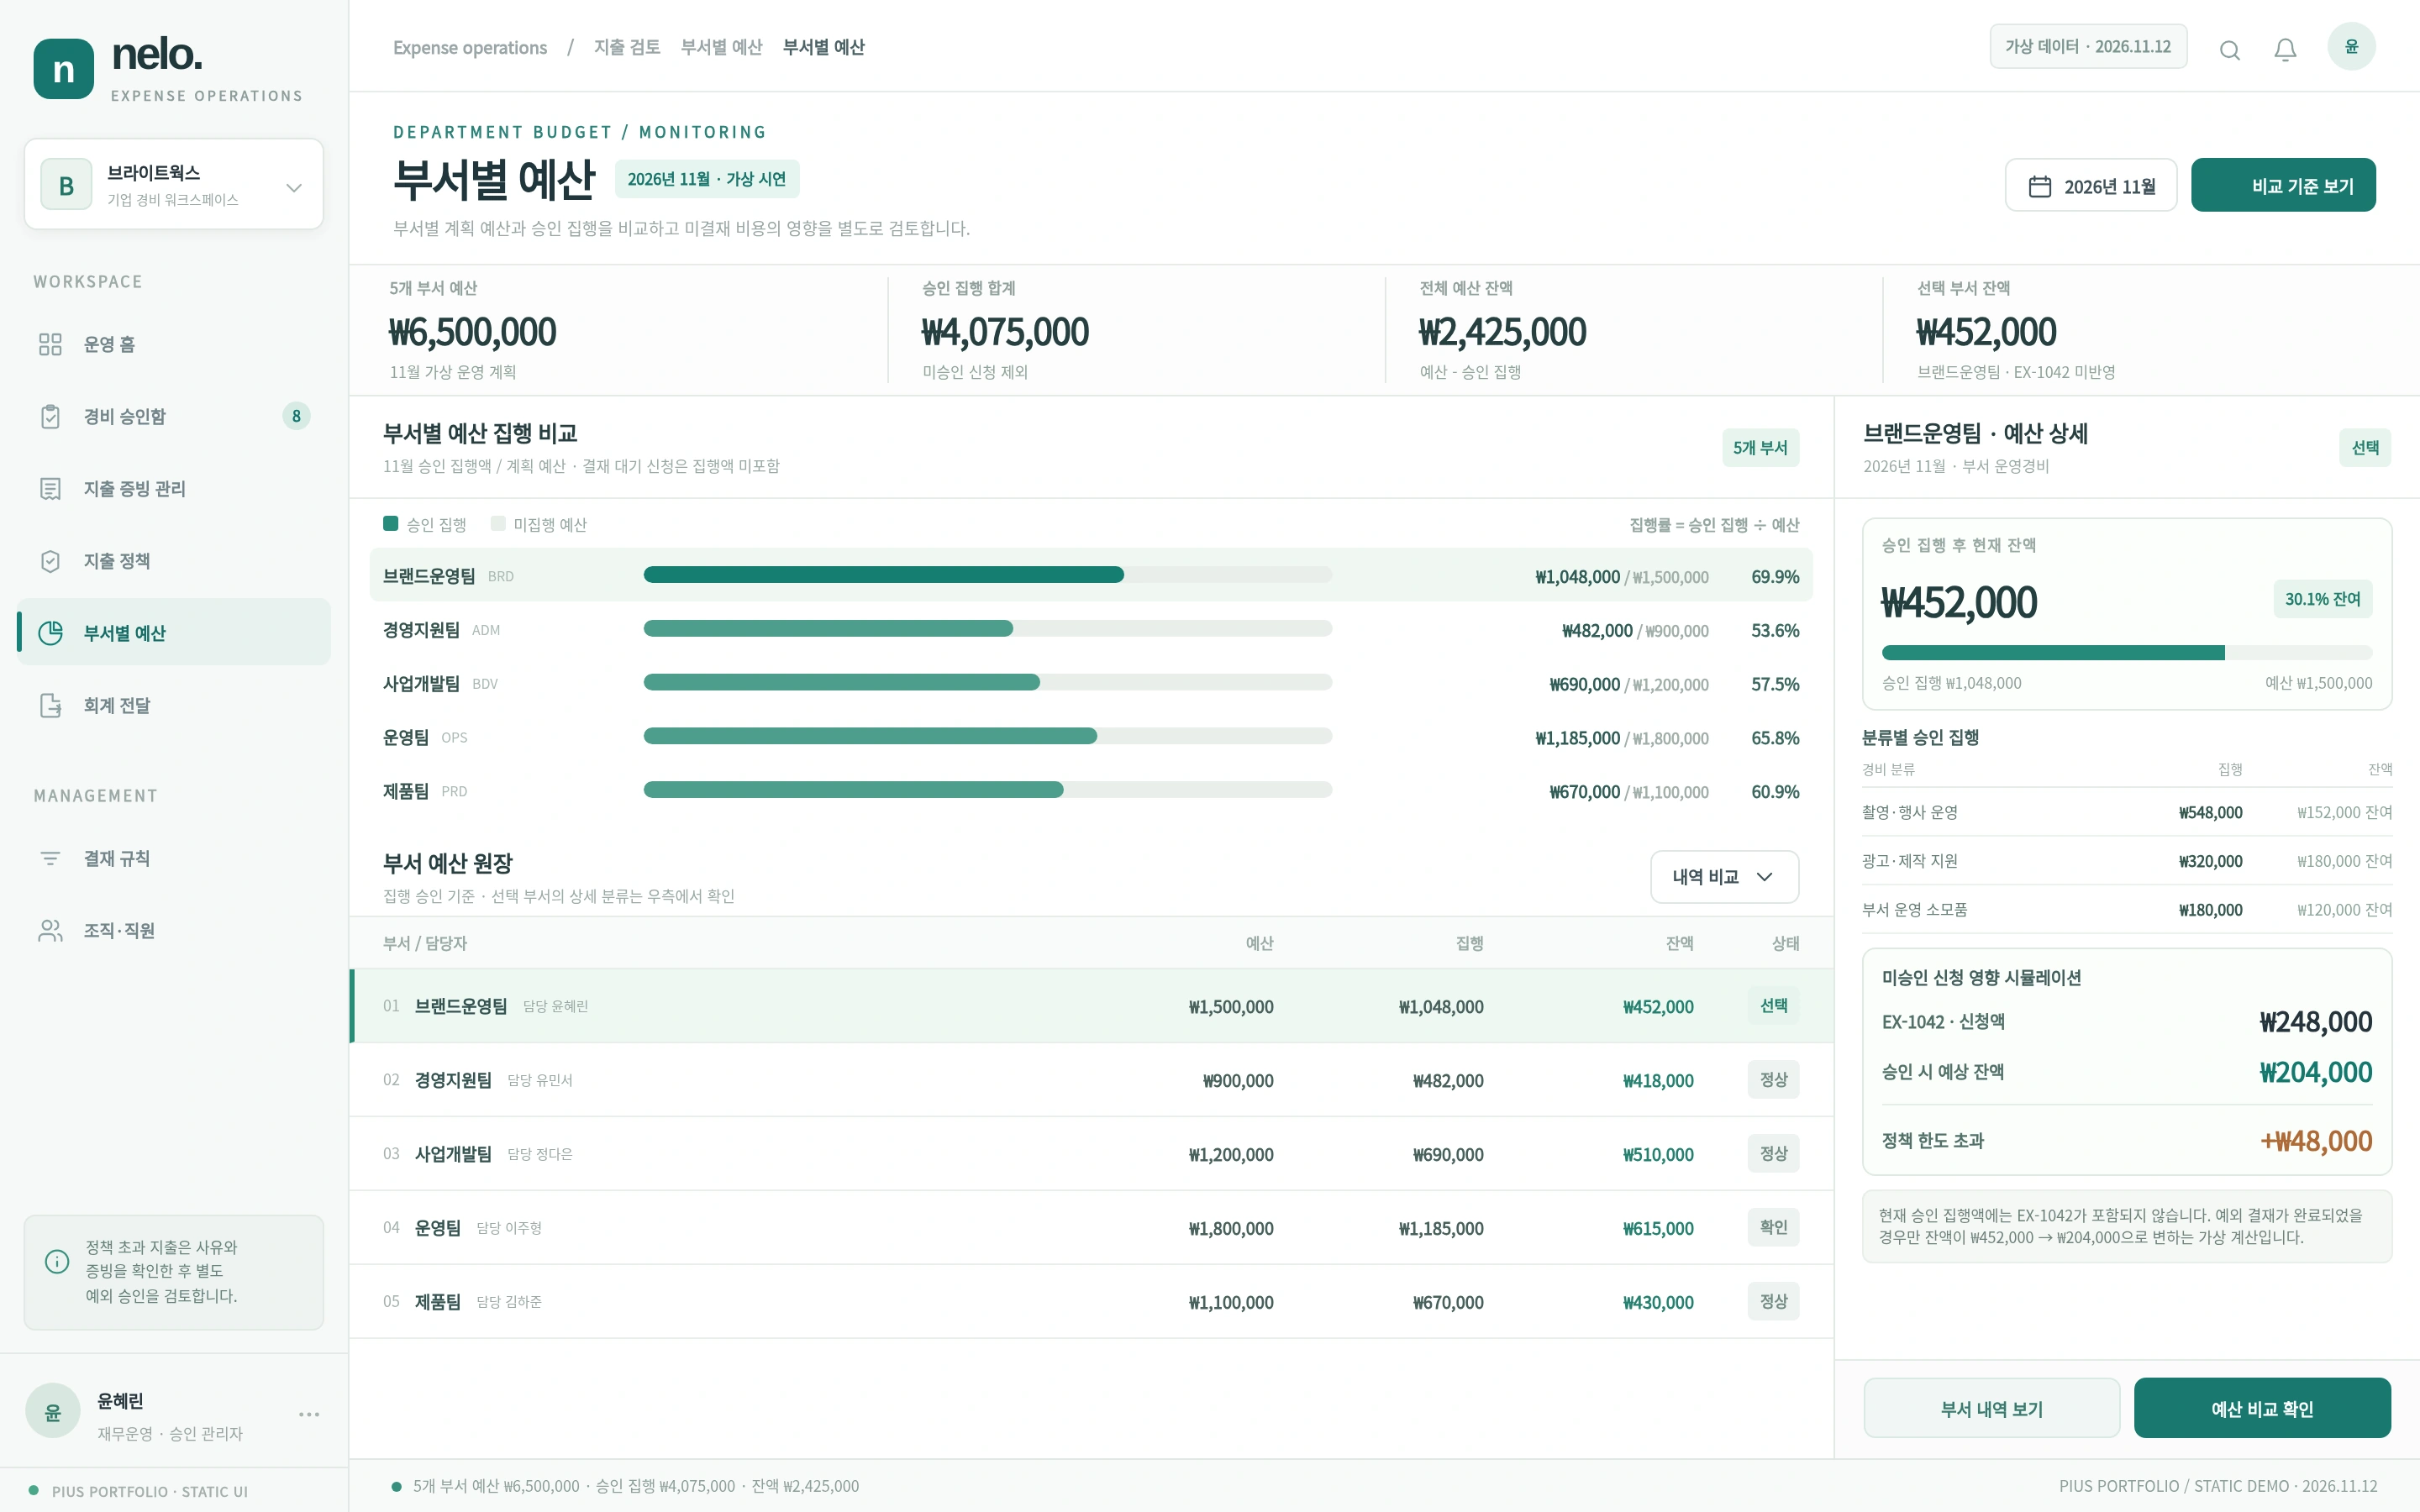 n nelo.
EXPENSE OPERATIONS
B 브라이트웍스
기업 경비 워크스페이스
WORKSPACE
운영 홈
경비 승인함 8
지출 증빙 관리
지출 정책
부서별 예산
회계 전달
MANAGEMENT
결재 규칙
조직·직원
정책 초과 지출은 사유와
증빙을 확인한 후 별도
예외 승인을 검토합니다.
윤 윤혜린
재무운영 · 승인 관리자
PIUS PORTFOLIO · STATIC UI
Expense operations / 지출 검토 부서별 예산 부서별 예산
가상 데이터 · 2026.11.12 윤
DEPARTMENT BUDGET / MONITORING
부서별 예산 2026년 11월 · 가상 시연
부서별 계획 예산과 승인 집행을 비교하고 미결재 비용의 영향을 별도로 검토합니다.
2026년 11월 비교 기준 보기
5개 부서 예산
₩6,500,000
11월 가상 운영 계획
승인 집행 합계
₩4,075,000
미승인 신청 제외
전체 예산 잔액
₩2,425,000
예산 - 승인 집행
선택 부서 잔액
₩452,000
브랜드운영팀 · EX-1042 미반영
부서별 예산 집행 비교
11월 승인 집행액 / 계획 예산 · 결재 대기 신청은 집행액 미포함
5개 부서
승인 집행 미집행 예산 집행률 = 승인 집행 ÷ 예산
브랜드운영팀 BRD ₩1,048,000 / ₩1,500,000 69.9%
경영지원팀 ADM ₩482,000 / ₩900,000 53.6%
사업개발팀 BDV ₩690,000 / ₩1,200,000 57.5%
운영팀 OPS ₩1,185,000 / ₩1,800,000 65.8%
제품팀 PRD ₩670,000 / ₩1,100,000 60.9%
부서 예산 원장
집행 승인 기준 · 선택 부서의 상세 분류는 우측에서 확인
내역 비교
부서 / 담당자 예산 집행 잔액 상태
01 브랜드운영팀 담당 윤혜린 ₩1,500,000 ₩1,048,000 ₩452,000 선택
02 경영지원팀 담당 유민서 ₩900,000 ₩482,000 ₩418,000 정상
03 사업개발팀 담당 정다은 ₩1,200,000 ₩690,000 ₩510,000 정상
04 운영팀 담당 이주형 ₩1,800,000 ₩1,185,000 ₩615,000 확인
05 제품팀 담당 김하준 ₩1,100,000 ₩670,000 ₩430,000 정상
브랜드운영팀 · 예산 상세
2026년 11월 · 부서 운영경비
선택
승인 집행 후 현재 잔액
₩452,000 30.1% 잔여
승인 집행 ₩1,048,000 예산 ₩1,500,000
분류별 승인 집행
경비 분류 집행 잔액
촬영·행사 운영 ₩548,000 ₩152,000 잔여
광고·제작 지원 ₩320,000 ₩180,000 잔여
부서 운영 소모품 ₩180,000 ₩120,000 잔여
미승인 신청 영향 시뮬레이션
EX-1042 · 신청액 ₩248,000
승인 시 예상 잔액 ₩204,000
정책 한도 초과 +₩48,000
현재 승인 집행액에는 EX-1042가 포함되지 않습니다. 예외 결재가 완료되었을
경우만 잔액이 ₩452,000 → ₩204,000으로 변하는 가상 계산입니다.
부서 내역 보기 예산 비교 확인
5개 부서 예산 ₩6,500,000 · 승인 집행 ₩4,075,000 · 잔액 ₩2,425,000
PIUS PORTFOLIO / STATIC DEMO · 2026.11.12